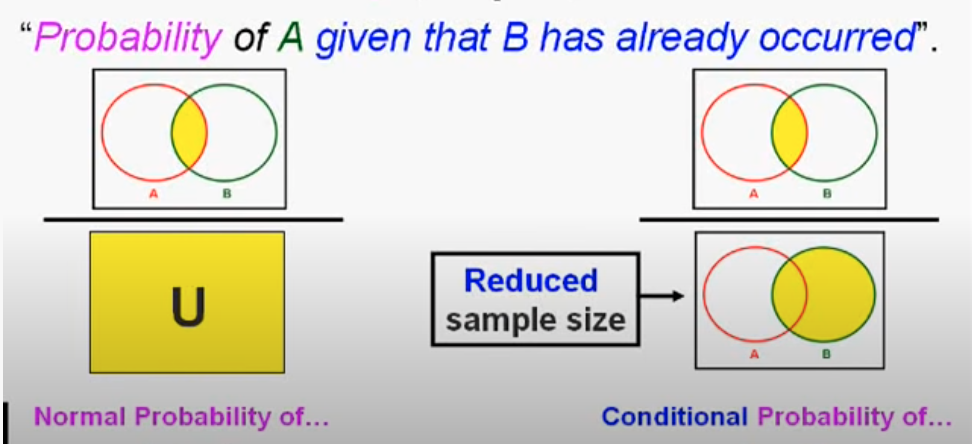 “Probability of A given that B has already occurred”.
A B
A B
U
Reduced
sample size
A B
Normal Probability of...
Conditional Probability of...